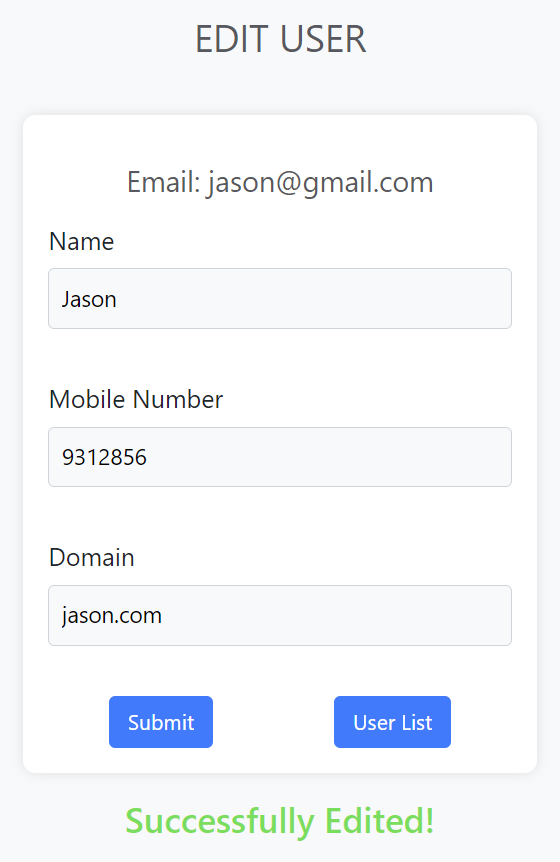 EDIT USER
Email: jason@gmail.com
Name
Jason
Mobile Number
9312856
Domain
jason.com
Submit User List
Successfully Edited!